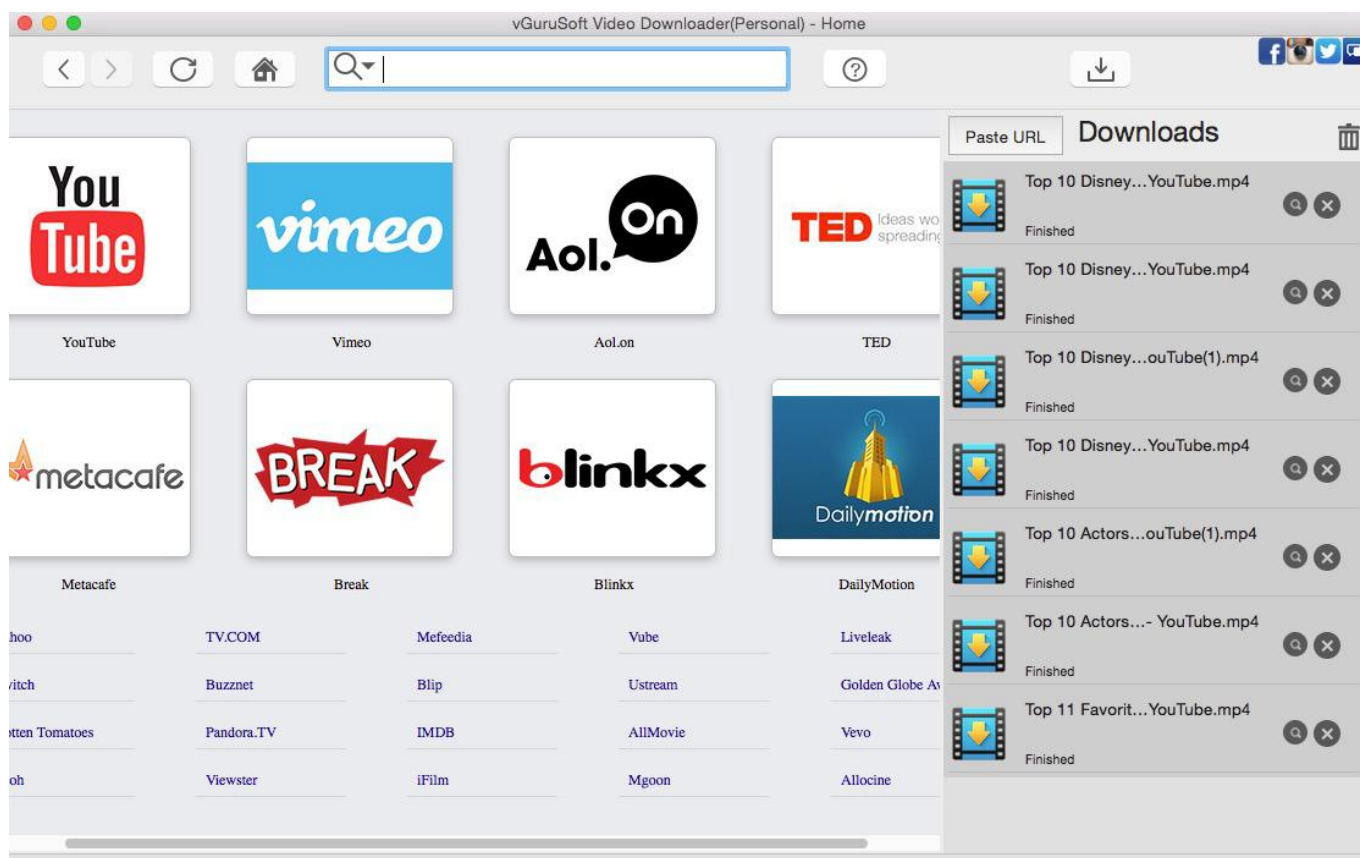 vGuruSoft Video Downloader(Personal) - Home
Paste URL Downloads
You
Tube
vimeo
Aol.On
TED Ideas wo
spreading
YouTube Vimeo Aol.on TED
metacafe
BREAK
blinkx
Dailymotion
Metacafe Break Blinkx DailyMotion
hoo TV.COM Mefeedia Vube Liveleak
vitch Buzznet Blip Ustream Golden Globe Av
otten Tomatoes Pandora.TV IMDB AllMovie Vevo
oh Viewster iFilm Mgoon Allocine
Top 10 Disney...YouTube.mp4
Finished
Top 10 Disney...YouTube.mp4
Finished
Top 10 Disney...ouTube(1).mp4
Finished
Top 10 Disney...YouTube.mp4
Finished
Top 10 Actors...ouTube(1).mp4
Finished
Top 10 Actors...- YouTube.mp4
Finished
Top 11 Favorit...YouTube.mp4
Finished